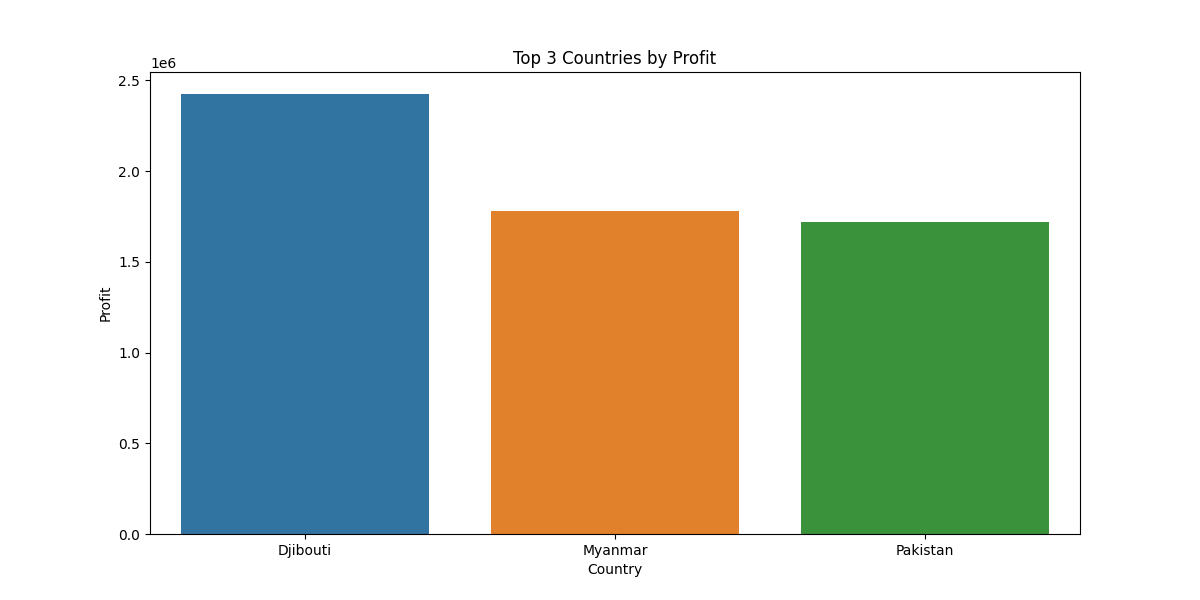 Top 3 Countries by Profit
1e6
2.5
2.0
1.5
1.0
0.5
0.0
Profit
Djibouti Myanmar Pakistan
Country